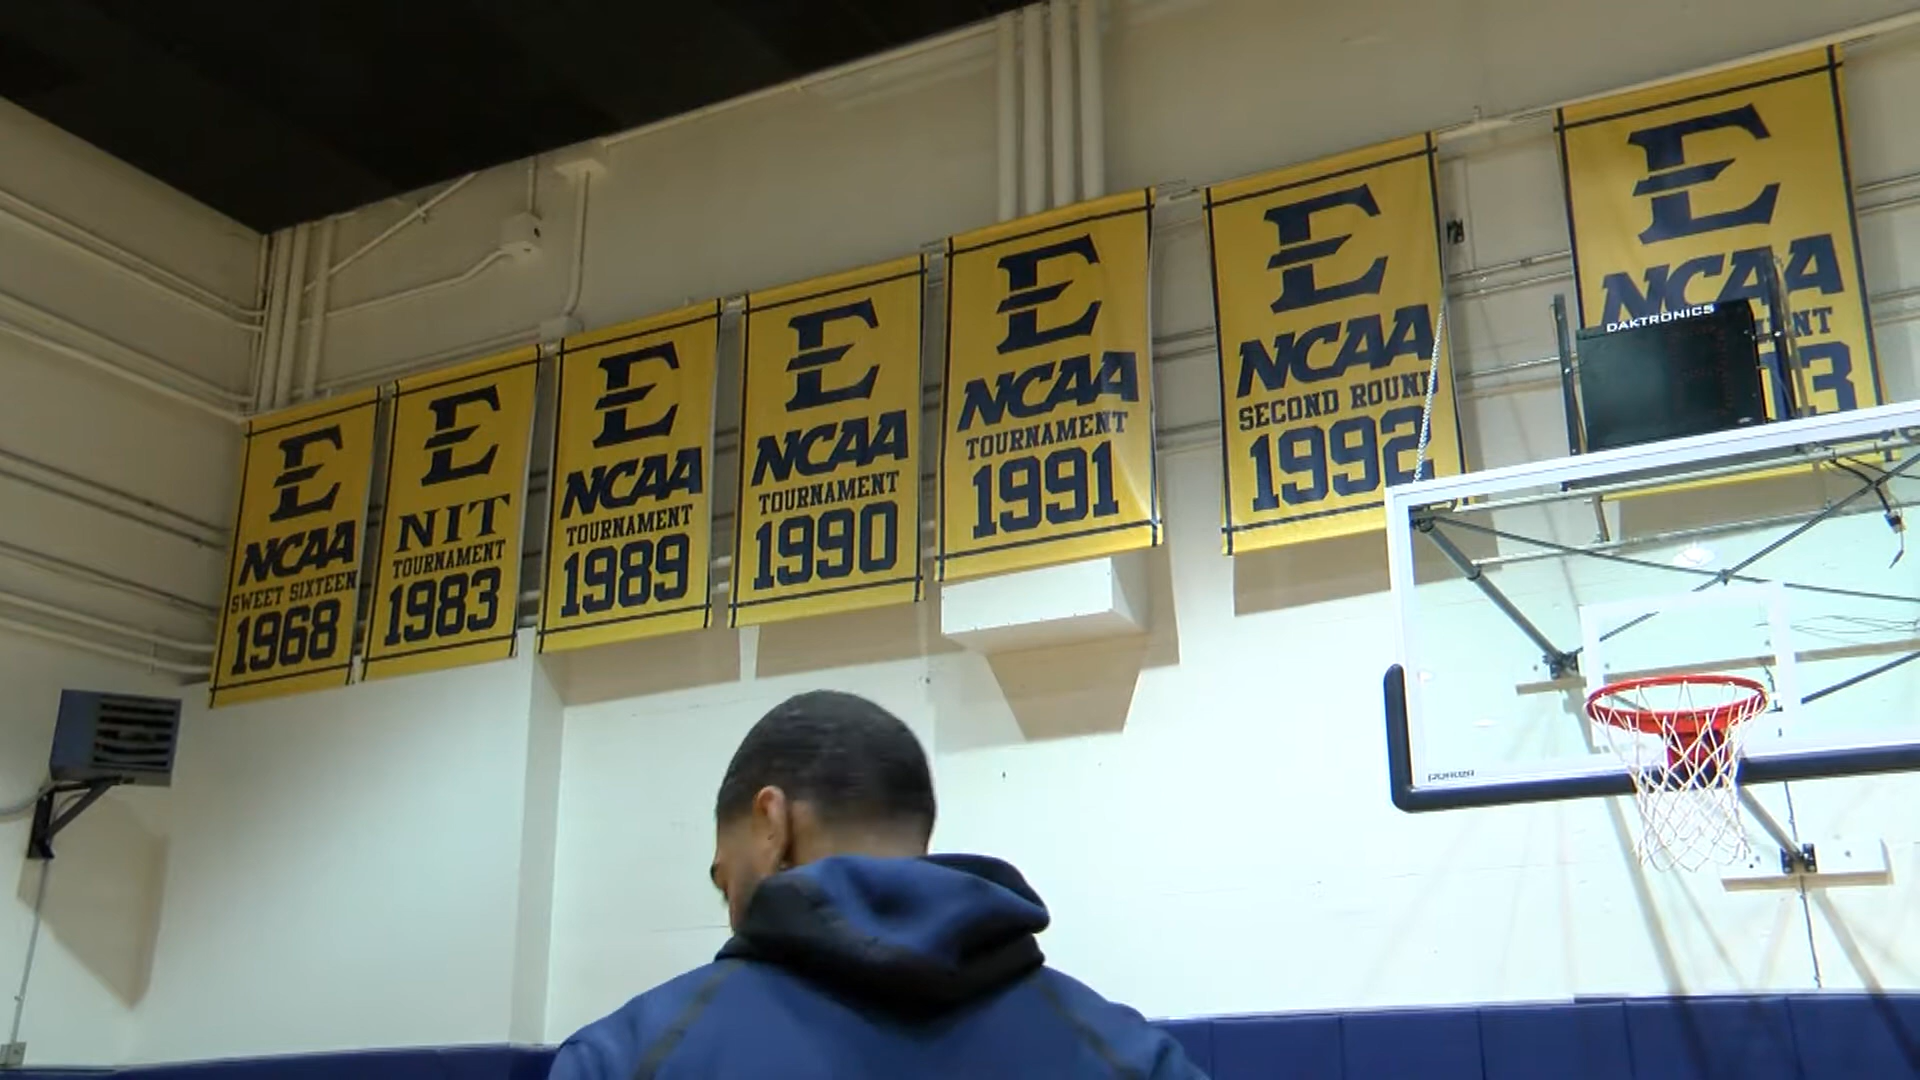 E
NCAA
SWEET SIXTEEN
1968
E
NIT
TOURNAMENT
1983
E
NCAA
TOURNAMENT
1989
E
NCAA
TOURNAMENT
1990
E
NCAA
TOURNAMENT
1991
E
NCAA
SECOND ROUND
1992
E
NCAA
DAKTRONICS